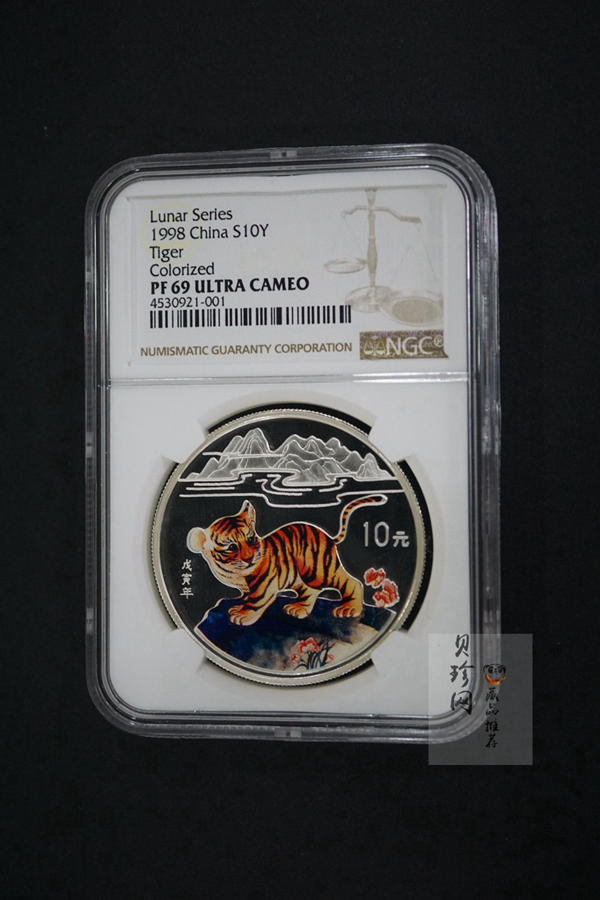 Lunar Series
1998 China S10Y
Tiger
Colorized
PF 69 ULTRA CAMEO
4530921-001
NUMISMATIC GUARANTY CORPORATION
NGC®
10元
戊寅年
贝珍网
藏品推荐